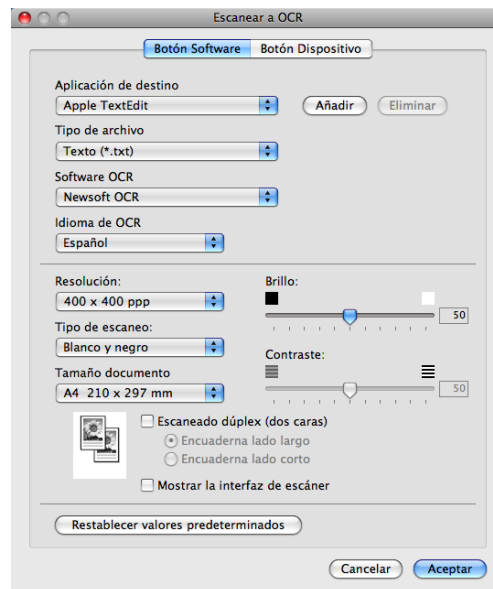 Escanear a OCR
Botón Software Botón Dispositivo
Aplicación de destino
Apple TextEdit Añadir Eliminar
Tipo de archivo
Texto (*.txt)
Software OCR
Newsoft OCR
Idioma de OCR
Español
Resolución: Brillo:
400 x 400 ppp 50
Tipo de escaneo:
Blanco y negro Contraste:
Tamaño documento
A4 210 x 297 mm 50
Escaneado dúplex (dos caras)
Encuaderna lado largo
Encuaderna lado corto
Mostrar la interfaz de escáner
Restablecer valores predeterminados
Cancelar Aceptar